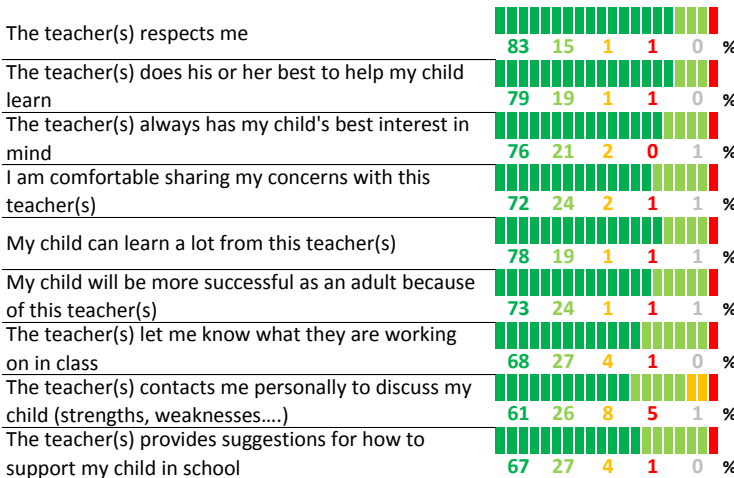 The teacher(s) respects me
83 15 1 1 0 %
The teacher(s) does his or her best to help my child
learn
79 19 1 1 0 %
The teacher(s) always has my child's best interest in
mind
76 21 2 0 1 %
I am comfortable sharing my concerns with this
teacher(s)
72 24 2 1 1 %
My child can learn a lot from this teacher(s)
78 19 1 1 1 %
My child will be more successful as an adult because
of this teacher(s)
73 24 1 1 1 %
The teacher(s) let me know what they are working
on in class
68 27 4 1 0 %
The teacher(s) contacts me personally to discuss my
child (strengths, weaknesses....)
61 26 8 5 1 %
The teacher(s) provides suggestions for how to
support my child in school
67 27 4 1 0 %